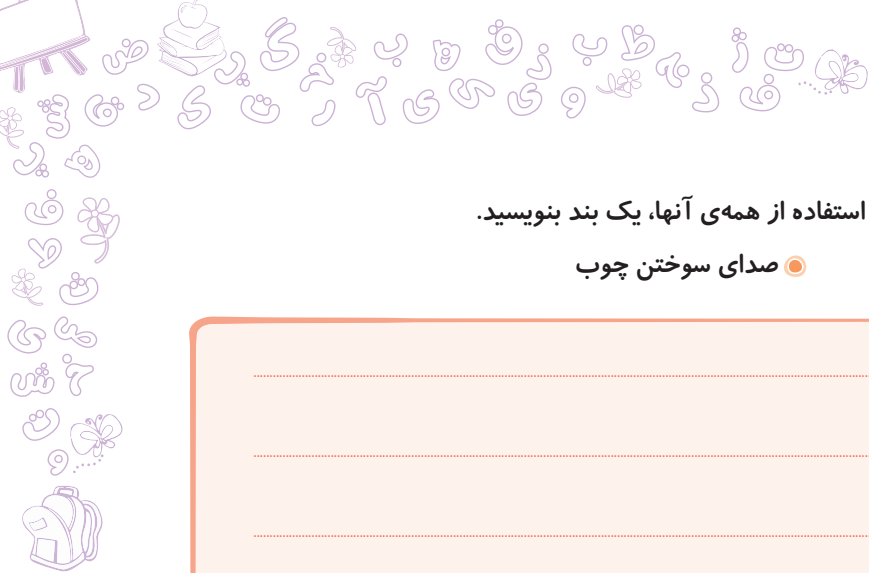 استفاده از همه‌ی آنها، یک بند بنویسید.
صدای سوختن چوب